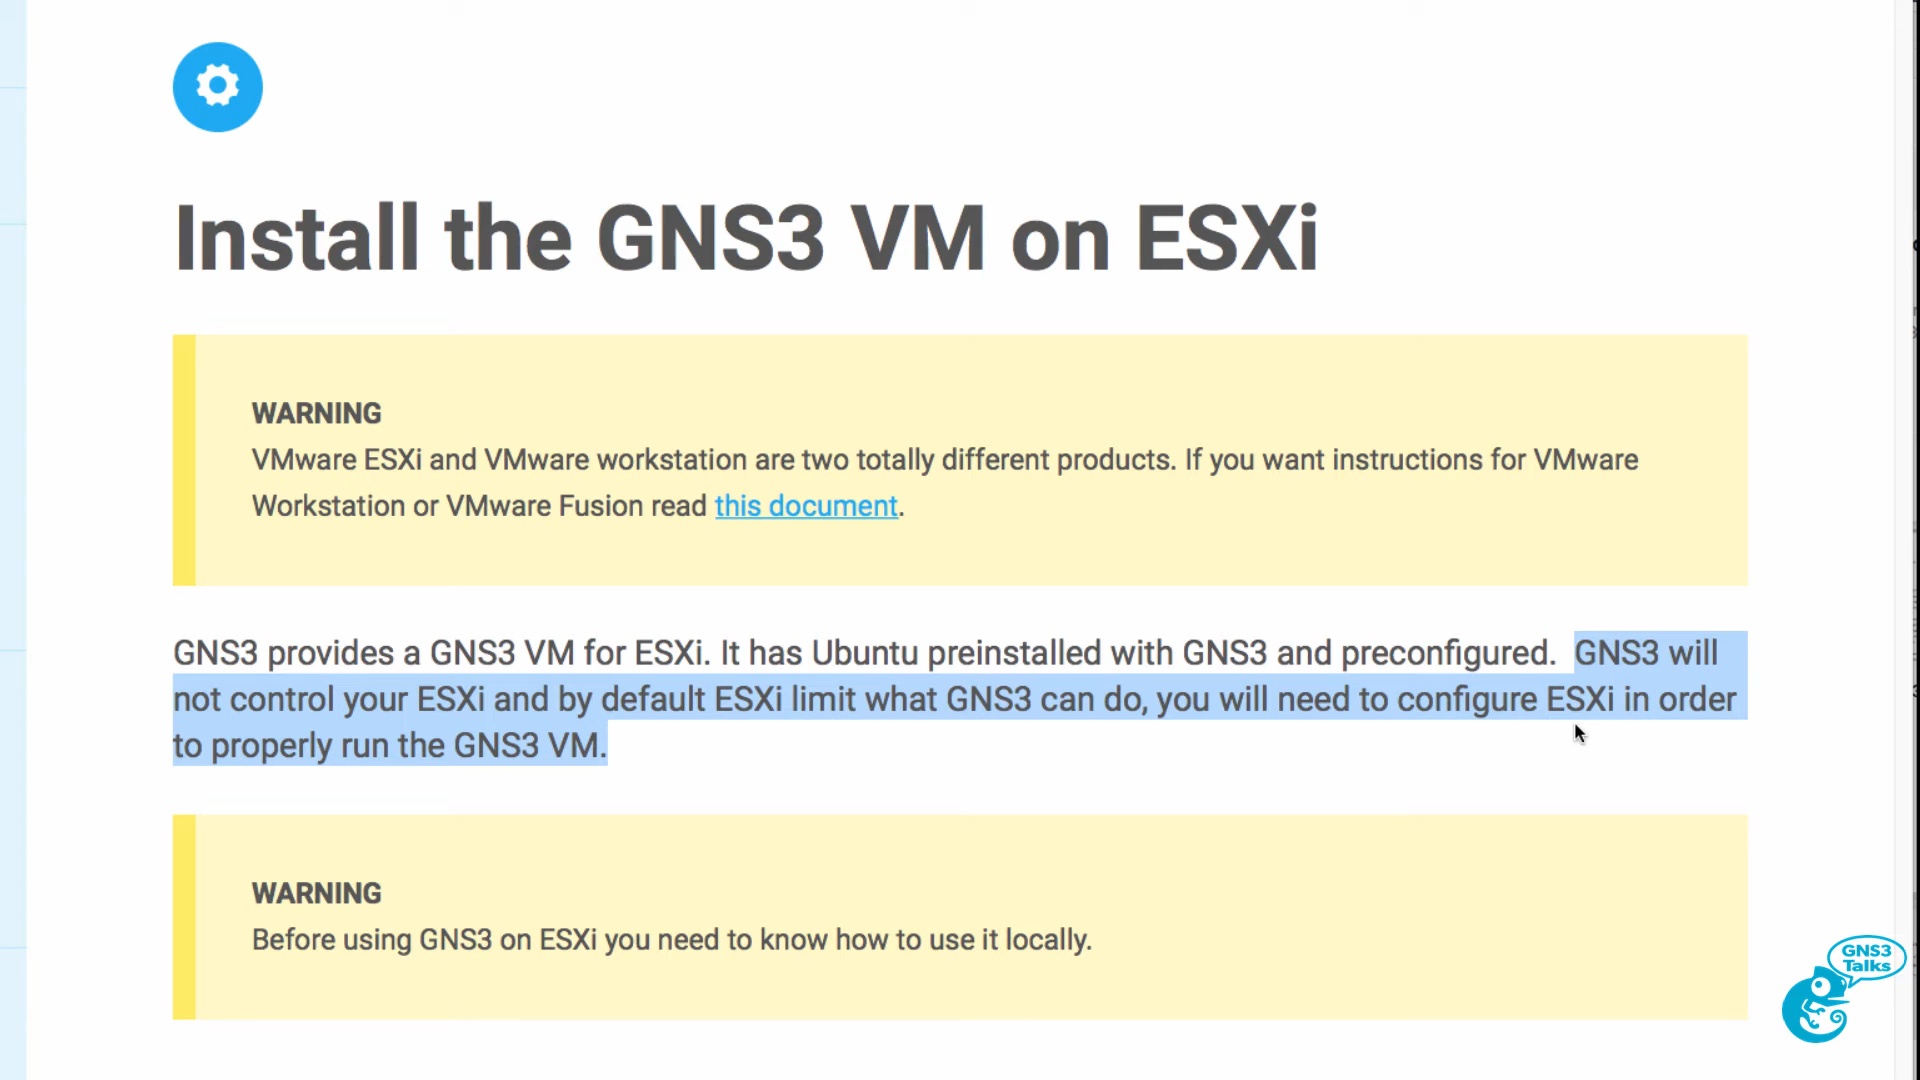 Install the GNS3 VM on ESXi
WARNING
VMware ESXi and VMware workstation are two totally different products. If you want instructions for VMware
Workstation or VMware Fusion read this document.
GNS3 provides a GNS3 VM for ESXi. It has Ubuntu preinstalled with GNS3 and preconfigured. GNS3 will
not control your ESXi and by default ESXi limit what GNS3 can do, you will need to configure ESXi in order
to properly run the GNS3 VM.
WARNING
Before using GNS3 on ESXi you need to know how to use it locally.
GNS3
Talks